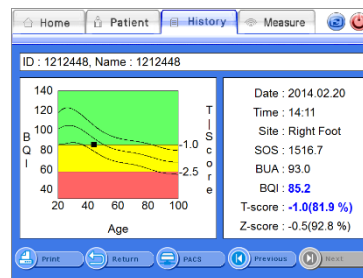 Home Patient History Measure
ID : 1212448, Name : 1212448
140
120
100
80
60
40
BQI
20 40 60 80 100
Age
-1.0
-2.5
T|Score
Date : 2014.02.20
Time : 14:11
Site : Right Foot
SOS : 1516.7
BUA : 93.0
BQI : 85.2
T-score : -1.0(81.9 %)
Z-score : -0.5(92.8 %)
Print Return PACS Previous Next